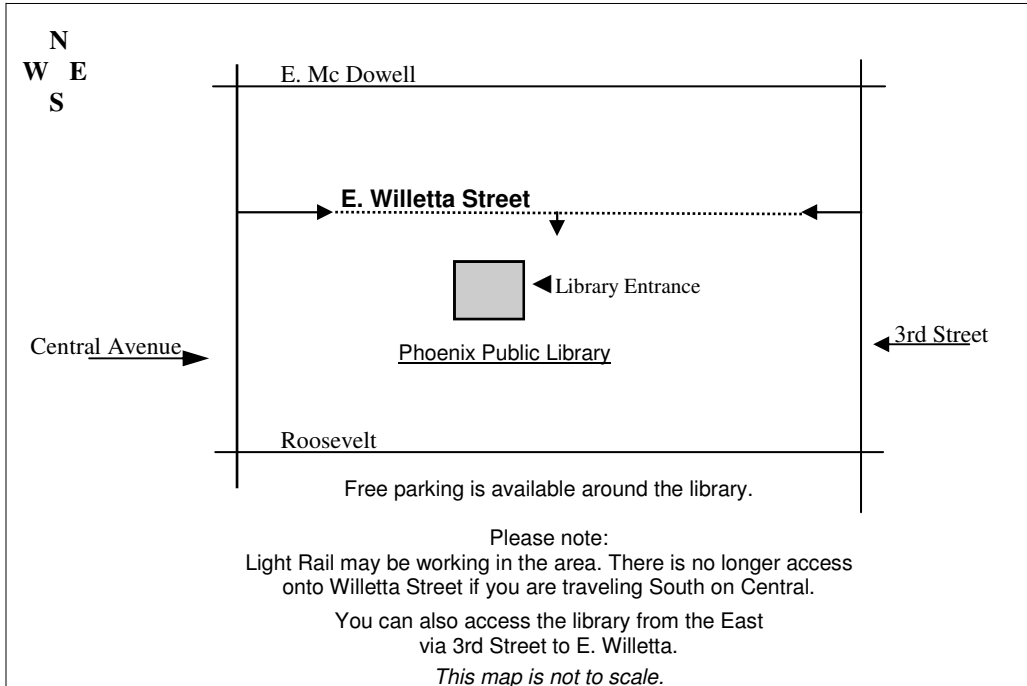 N
W E
S
E. Mc Dowell
E. Willetta Street
Library Entrance
Central Avenue
3rd Street
Phoenix Public Library
Roosevelt
Free parking is available around the library.
Please note:
Light Rail may be working in the area. There is no longer access
onto Willetta Street if you are traveling South on Central.
You can also access the library from the East
via 3rd Street to E. Willetta.
This map is not to scale.